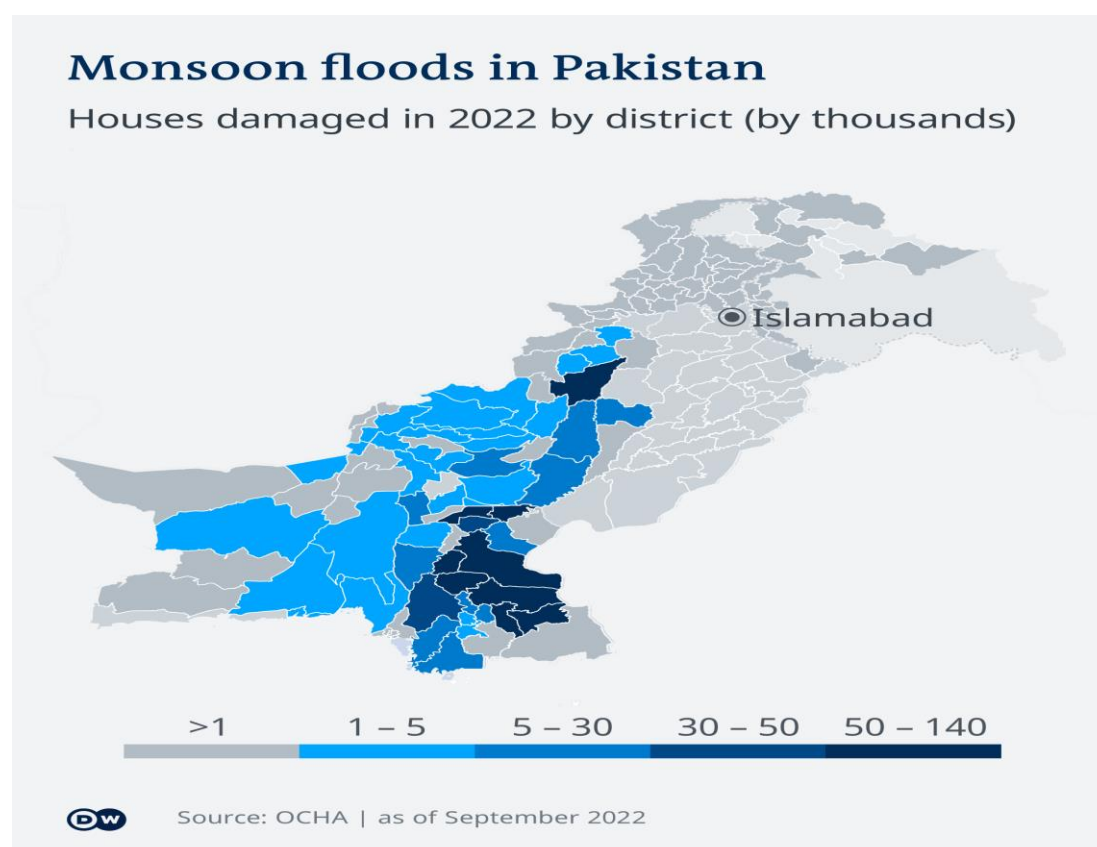 Monsoon floods in Pakistan
Houses damaged in 2022 by district (by thousands)
Islamabad
>1 1 – 5 5 – 30 30 – 50 50 – 140
DW Source: OCHA | as of September 2022